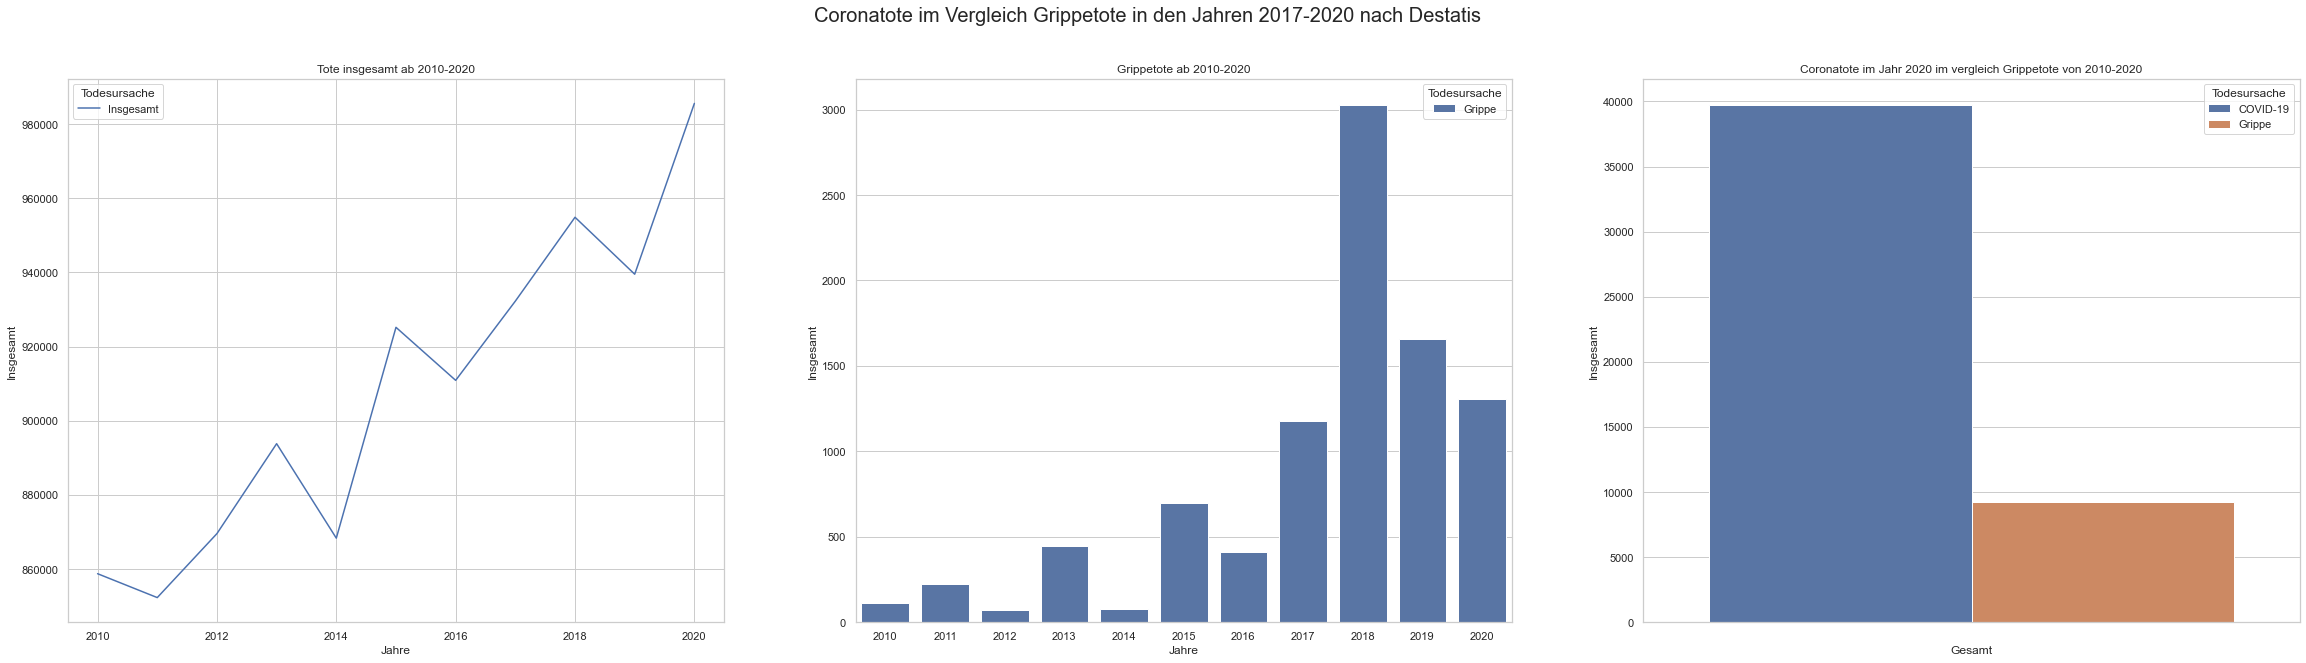 Coronatote im Vergleich Grippetote in den Jahren 2017-2020 nach Destatis
Tote insgesamt ab 2010-2020
Todesursache
Insgesamt
980000
960000
940000
920000
900000
880000
860000
Insgesamt
2010 2012 2014 2016 2018 2020
Jahre
Grippetote ab 2010-2020
Todesursache
Grippe
3000
2500
2000
1500
1000
500
0
Insgesamt
2010 2011 2012 2013 2014 2015 2016 2017 2018 2019 2020
Jahre
Coronatote im Jahr 2020 im vergleich Grippetote von 2010-2020
Todesursache
COVID-19
Grippe
40000
35000
30000
25000
20000
15000
10000
5000
0
Insgesamt
Gesamt